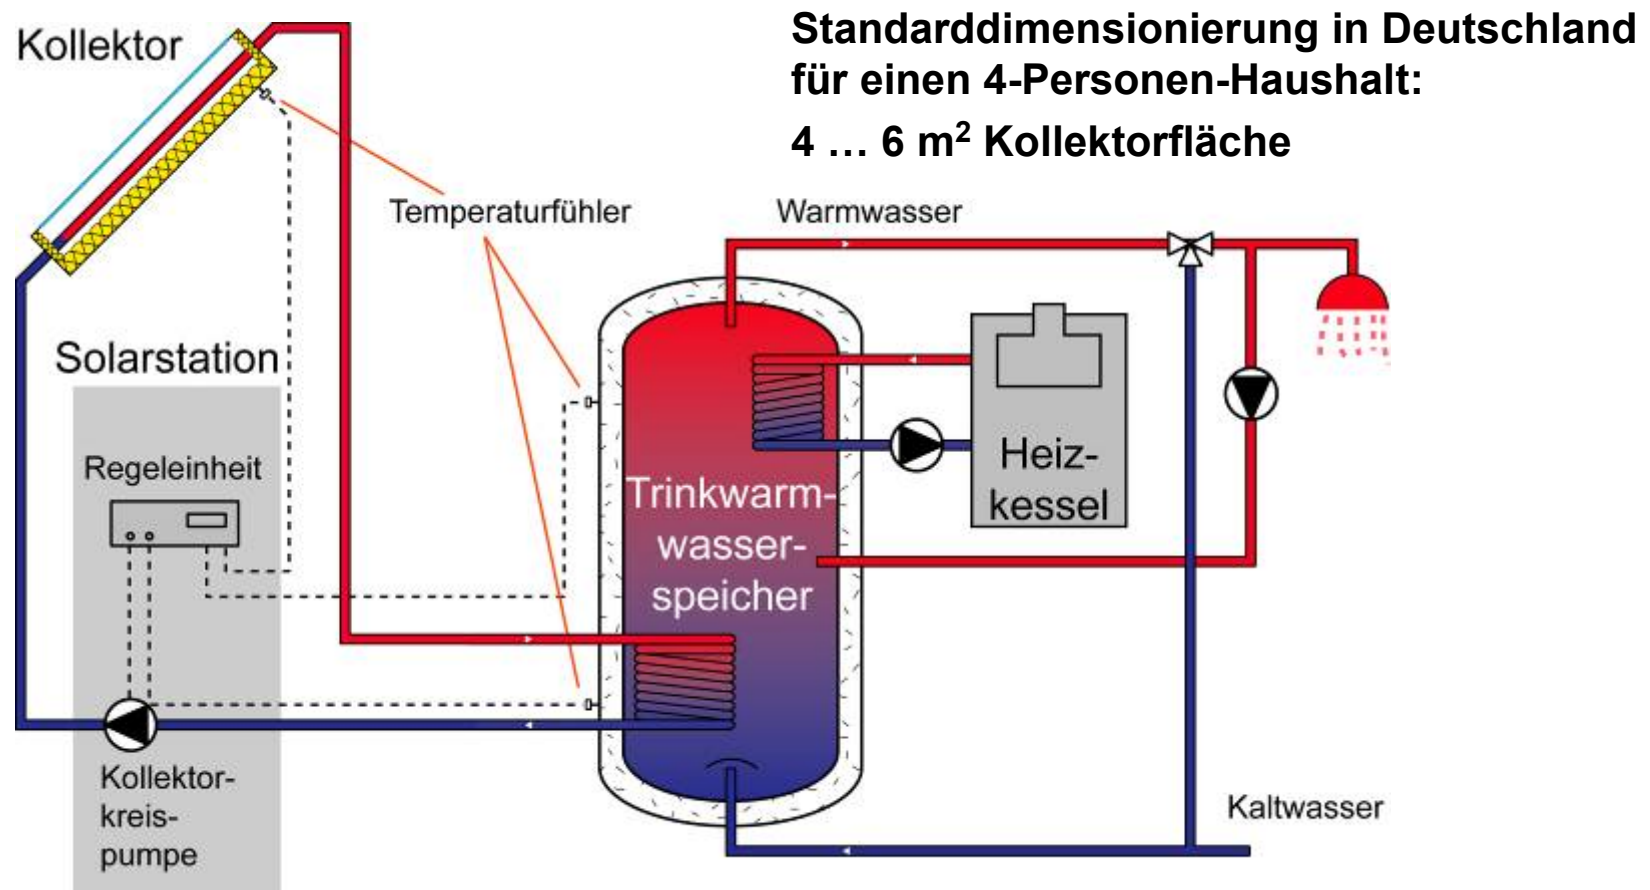 Standarddimensionierung in Deutschland
für einen 4-Personen-Haushalt:
4 … 6 m² Kollektorfläche
Kollektor
Temperaturfühler
Warmwasser
Solarstation
Regeleinheit
Heiz-
kessel
Trinkwarm-
wasser-
speicher
Kollektor-
kreis-
pumpe
Kaltwasser